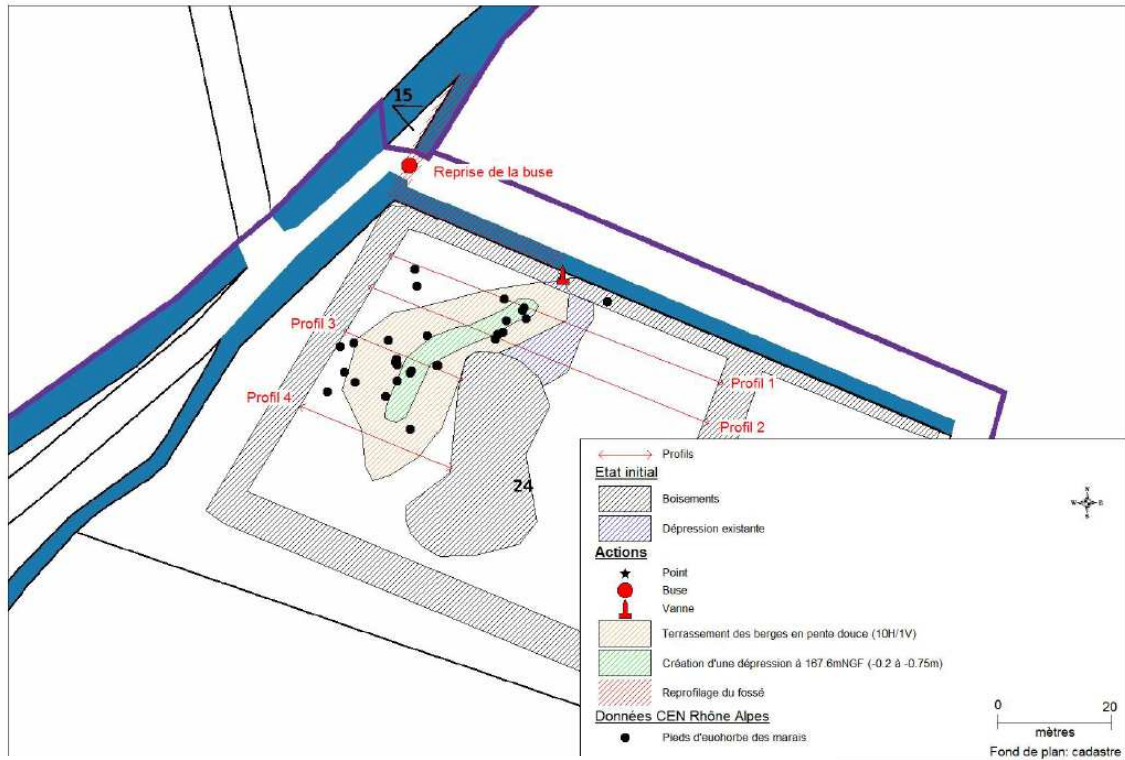 15
Reprise de la buse
Profil 3
Profil 4
Profil 1
Profil 2
24
Profils
Etat initial
Boisements
Dépression existante
Actions
Point
Buse
Vanne
Terrassement des berges en pente douce (10H/1V)
Création d'une dépression à 167.6mNGF (-0.2 à -0.75m)
Reprofilage du fossé
Données CEN Rhône Alpes
Pieds d'euohorbe des marais
N
W E
S
0 20
mètres
Fond de plan: cadastre